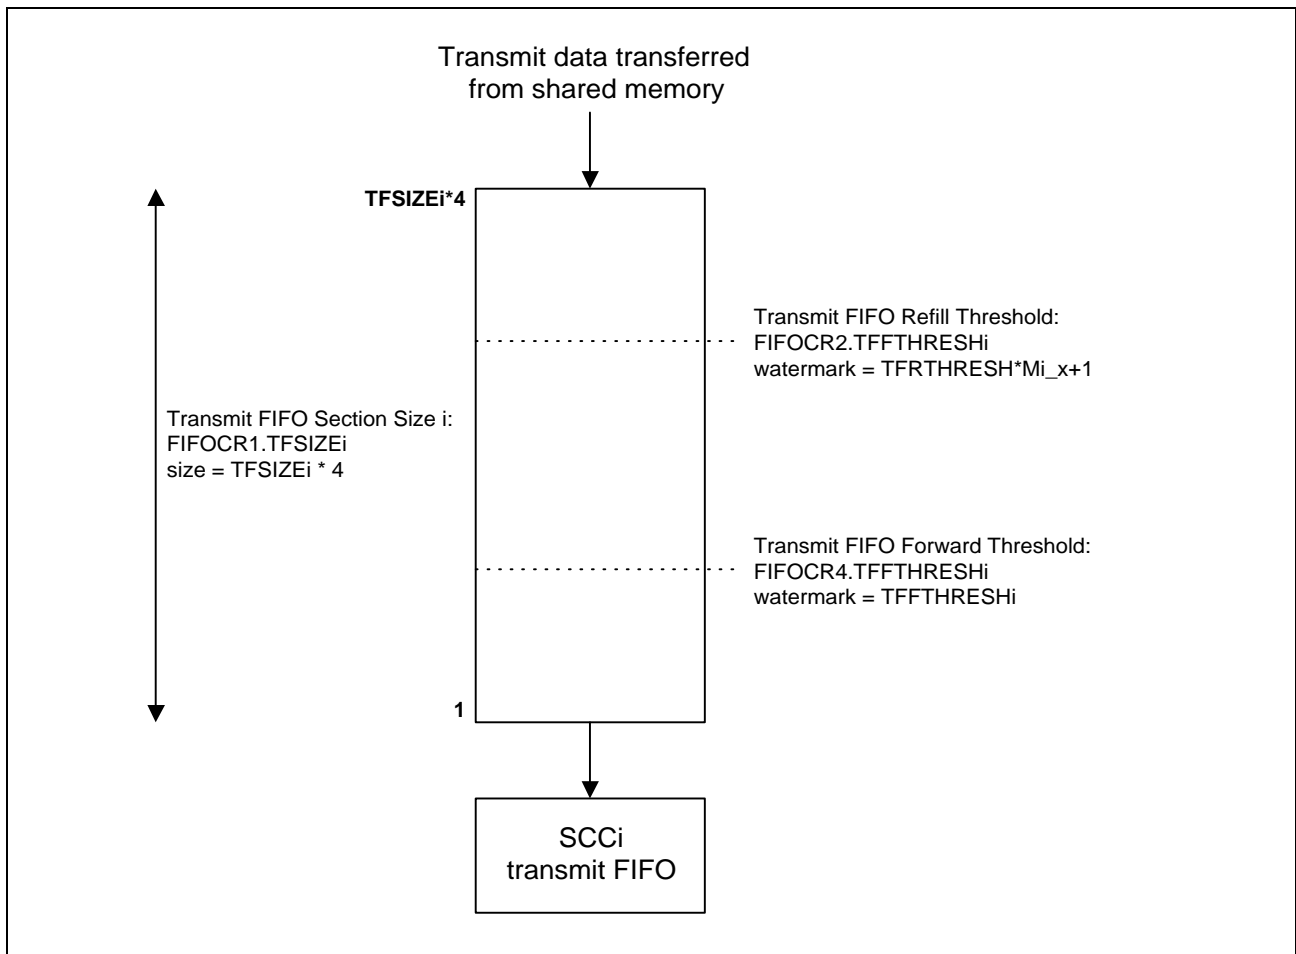 Transmit data transferred
from shared memory
TFSIZEi*4
Transmit FIFO Refill Threshold:
FIFOCR2.TFFTHRESHi
watermark = TFRTHRESH*Mi_x+1
Transmit FIFO Section Size i:
FIFOCR1.TFSIZEi
size = TFSIZEi * 4
Transmit FIFO Forward Threshold:
FIFOCR4.TFFTHRESHi
watermark = TFFTHRESHi
1
SCCi
transmit FIFO